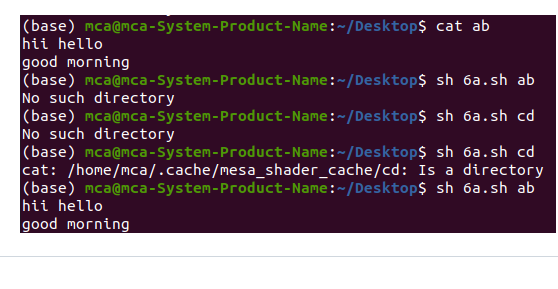 (base) mca@mca-System-Product-Name:~/Desktop$ cat ab
hii hello
good morning
(base) mca@mca-System-Product-Name:~/Desktop$ sh 6a.sh ab
No such directory
(base) mca@mca-System-Product-Name:~/Desktop$ sh 6a.sh cd
No such directory
(base) mca@mca-System-Product-Name:~/Desktop$ sh 6a.sh cd
cat: /home/mca/.cache/mesa_shader_cache/cd: Is a directory
(base) mca@mca-System-Product-Name:~/Desktop$ sh 6a.sh ab
hii hello
good morning